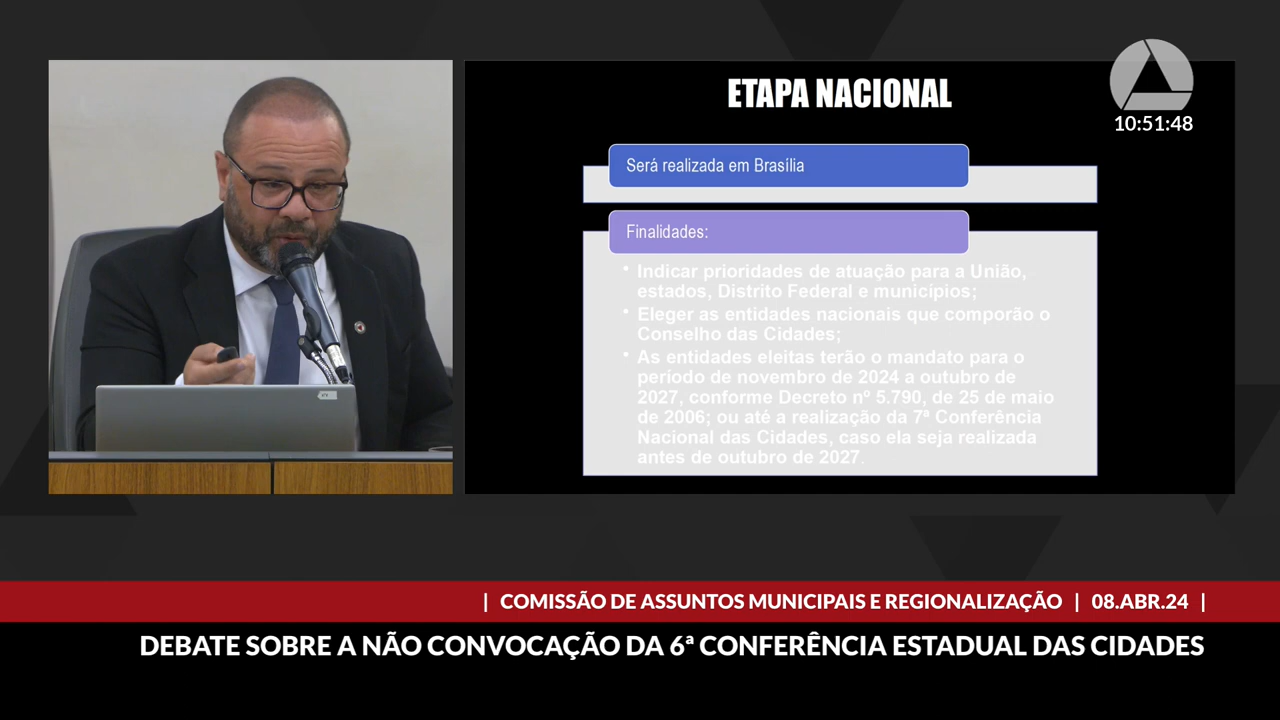 ETAPA NACIONAL
10:51:48
Será realizada em Brasília
Finalidades:
• Indicar prioridades de atuação para a União,
estados, Distrito Federal e municípios;
• Eleger as entidades nacionais que comporão o
Conselho das Cidades;
• As entidades eleitas terão o mandato para o
período de novembro de 2024 a outubro de
2027, conforme Decreto nº 5.790, de 25 de maio
de 2006; ou até a realização da 7ª Conferência
Nacional das Cidades, caso ela seja realizada
antes de outubro de 2027.
| COMISSÃO DE ASSUNTOS MUNICIPAIS E REGIONALIZAÇÃO | 08.ABR.24 |
DEBATE SOBRE A NÃO CONVOCAÇÃO DA 6ª CONFERÊNCIA ESTADUAL DAS CIDADES